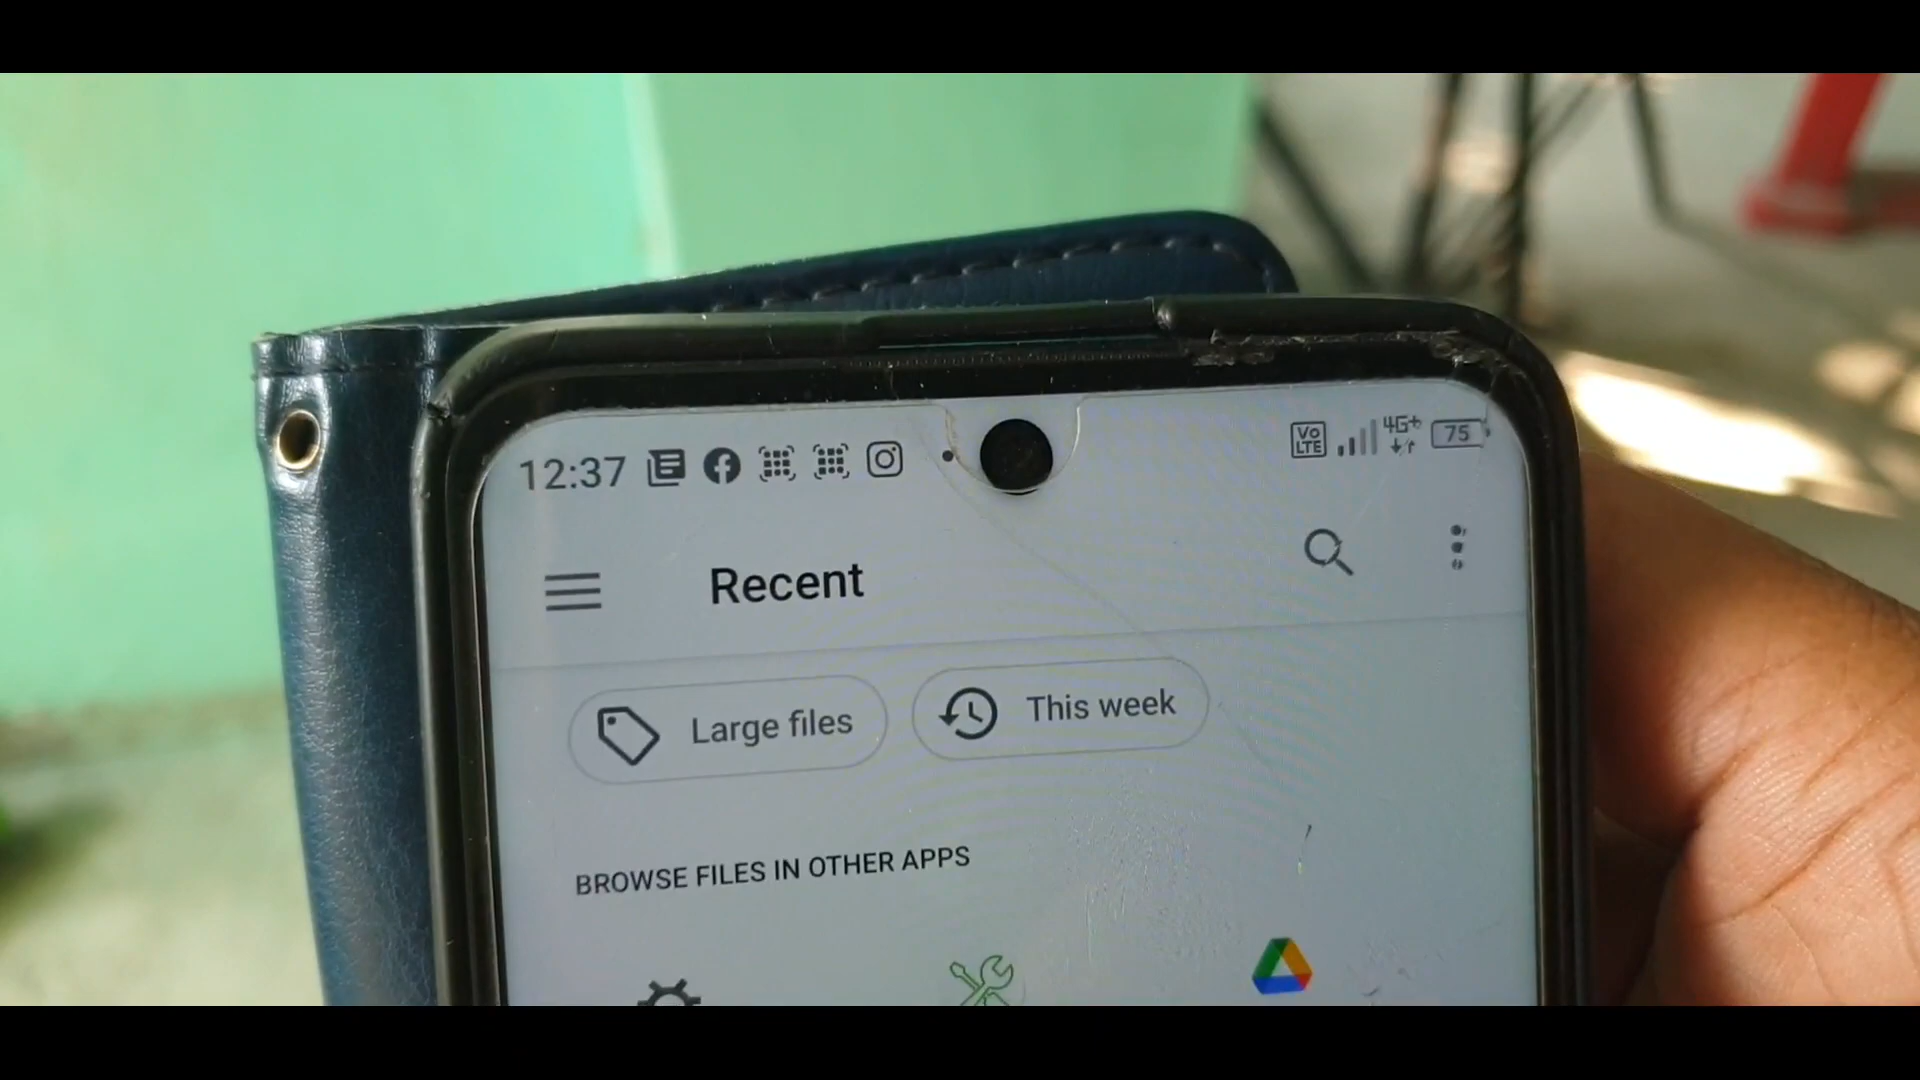 12:37 Vo LTE 4G+ 75
Recent
Large files This week
BROWSE FILES IN OTHER APPS